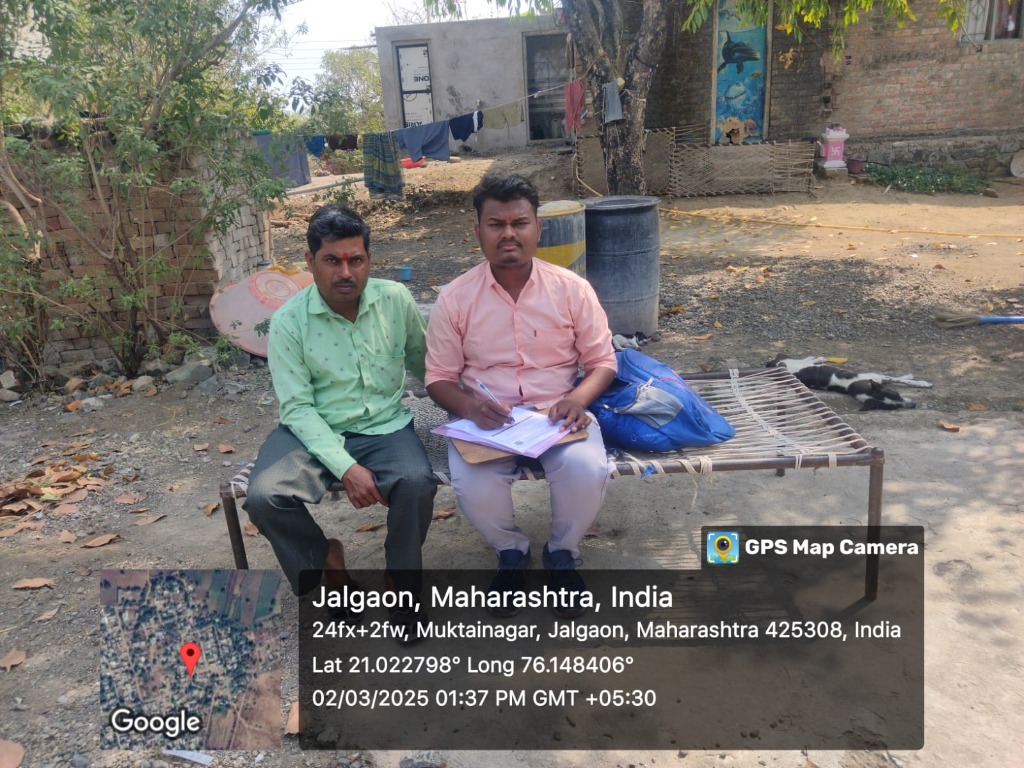 GPS Map Camera
Jalgaon, Maharashtra, India
24fx+2fw, Muktainagar, Jalgaon, Maharashtra 425308, India
Lat 21.022798° Long 76.148406°
02/03/2025 01:37 PM GMT +05:30
Google